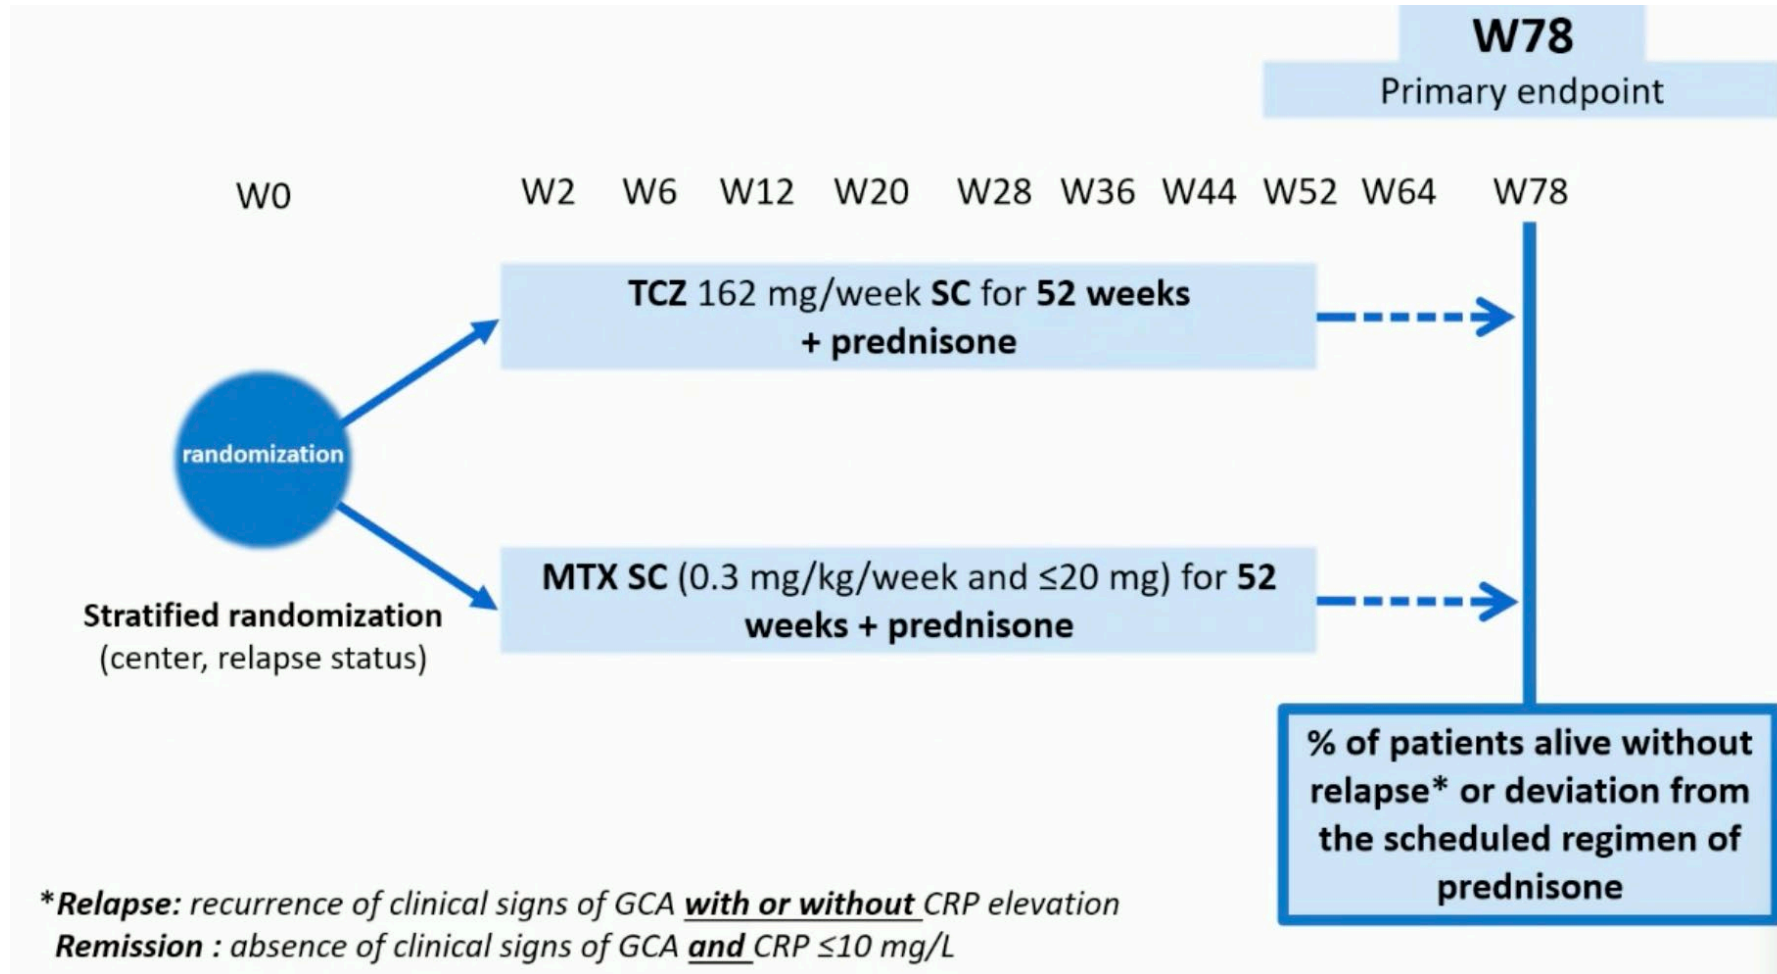 W78
Primary endpoint
W0 W2 W6 W12 W20 W28 W36 W44 W52 W64 W78
TCZ 162 mg/week SC for 52 weeks
+ prednisone
randomization
MTX SC (0.3 mg/kg/week and ≤20 mg) for 52
weeks + prednisone
Stratified randomization
(center, relapse status)
% of patients alive without
relapse* or deviation from
the scheduled regimen of
prednisone
*Relapse: recurrence of clinical signs of GCA with or without CRP elevation
Remission : absence of clinical signs of GCA and CRP ≤10 mg/L